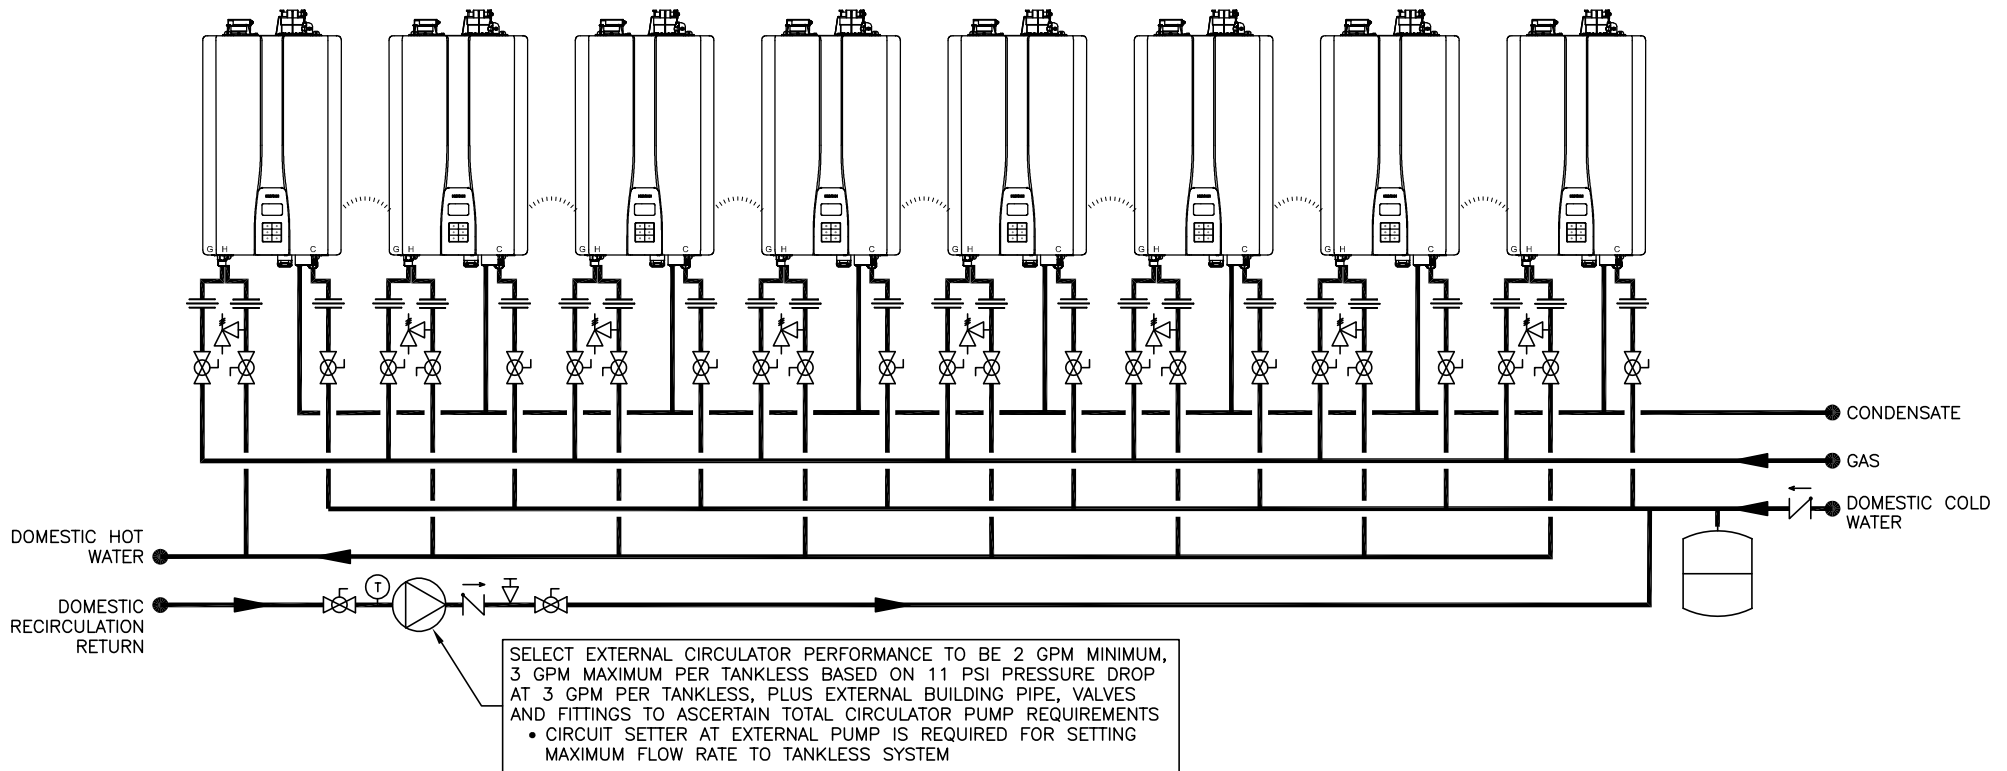 G H C
G H C
G H C
G H C
G H C
G H C
G H C
G H C
CONDENSATE
GAS
DOMESTIC COLD
WATER
DOMESTIC HOT
WATER
T
DOMESTIC
RECIRCULATION
RETURN
SELECT EXTERNAL CIRCULATOR PERFORMANCE TO BE 2 GPM MINIMUM,
3 GPM MAXIMUM PER TANKLESS BASED ON 11 PSI PRESSURE DROP
AT 3 GPM PER TANKLESS, PLUS EXTERNAL BUILDING PIPE, VALVES
AND FITTINGS TO ASCERTAIN TOTAL CIRCULATOR PUMP REQUIREMENTS
• CIRCUIT SETTER AT EXTERNAL PUMP IS REQUIRED FOR SETTING
MAXIMUM FLOW RATE TO TANKLESS SYSTEM